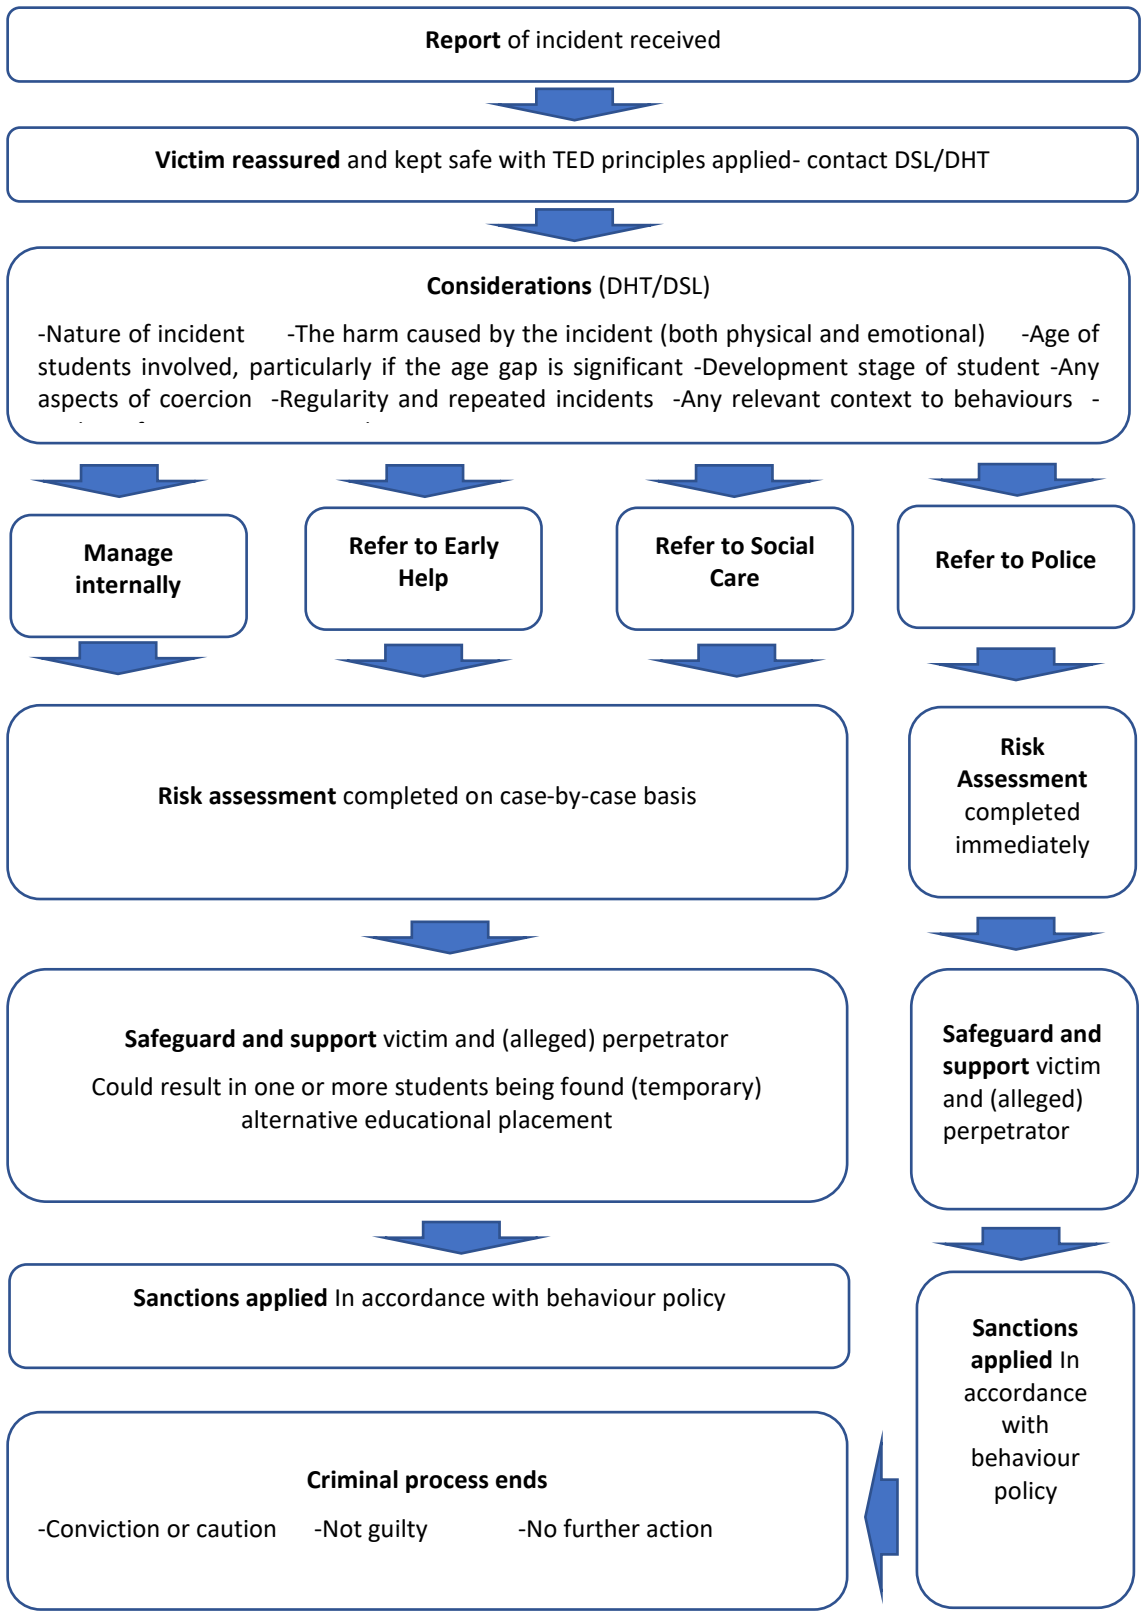 Report of incident received
Victim reassured and kept safe with TED principles applied- contact DSL/DHT
Considerations (DHT/DSL)
-Nature of incident -The harm caused by the incident (both physical and emotional) -Age of
students involved, particularly if the age gap is significant -Development stage of student -Any
aspects of coercion -Regularity and repeated incidents -Any relevant context to behaviours -
Manage
internally
Refer to Early
Help
Refer to Social
Care
Refer to Police
Risk assessment completed on case-by-case basis
Risk
Assessment
completed
immediately
Safeguard and support victim and (alleged) perpetrator
Could result in one or more students being found (temporary)
alternative educational placement
Safeguard and
support victim
and (alleged)
perpetrator
Sanctions applied In accordance with behaviour policy
Sanctions
applied In
accordance
with
behaviour
policy
Criminal process ends
-Conviction or caution -Not guilty -No further action